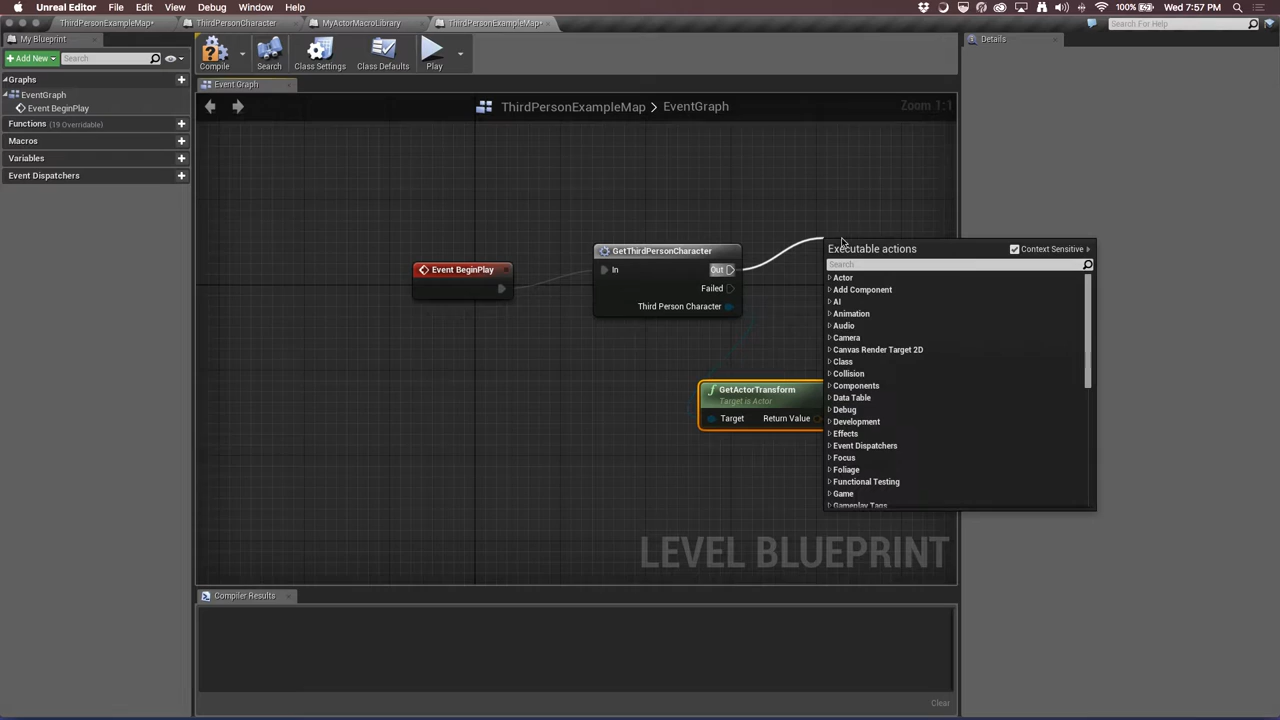 Unreal Editor File Edit Asset View Debug Window Help
100% Wed 7:57 PM
ThirdPersonExampleMap•
ThirdPersonCharacter
MyActorMacroLibrary
ThirdPersonExampleMap•
Search For Help
My Blueprint
Add New
Search
Compile
Search
Class Settings
Class Defaults
Play
Details
Graphs
EventGraph
Event BeginPlay
Functions (19 Overridable)
Macros
Variables
Event Dispatchers
Event Graph
ThirdPersonExampleMap > EventGraph
Zoom 1:1
Event BeginPlay
GetThirdPersonCharacter
In
Out
Failed
Third Person Character
GetActorTransform
Target is Actor
Target
Return Value
Executable actions
Context Sensitive
Search
Actor
Add Component
AI
Animation
Audio
Camera
Canvas Render Target 2D
Class
Collision
Components
Data Table
Debug
Development
Effects
Event Dispatchers
Focus
Foliage
Functional Testing
Game
Gameplay Tags
LEVEL BLUEPRINT
Compiler Results
Clear